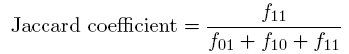 Jaccard coefficient = f₁₁ / (f₀₁ + f₁₀ + f₁₁)